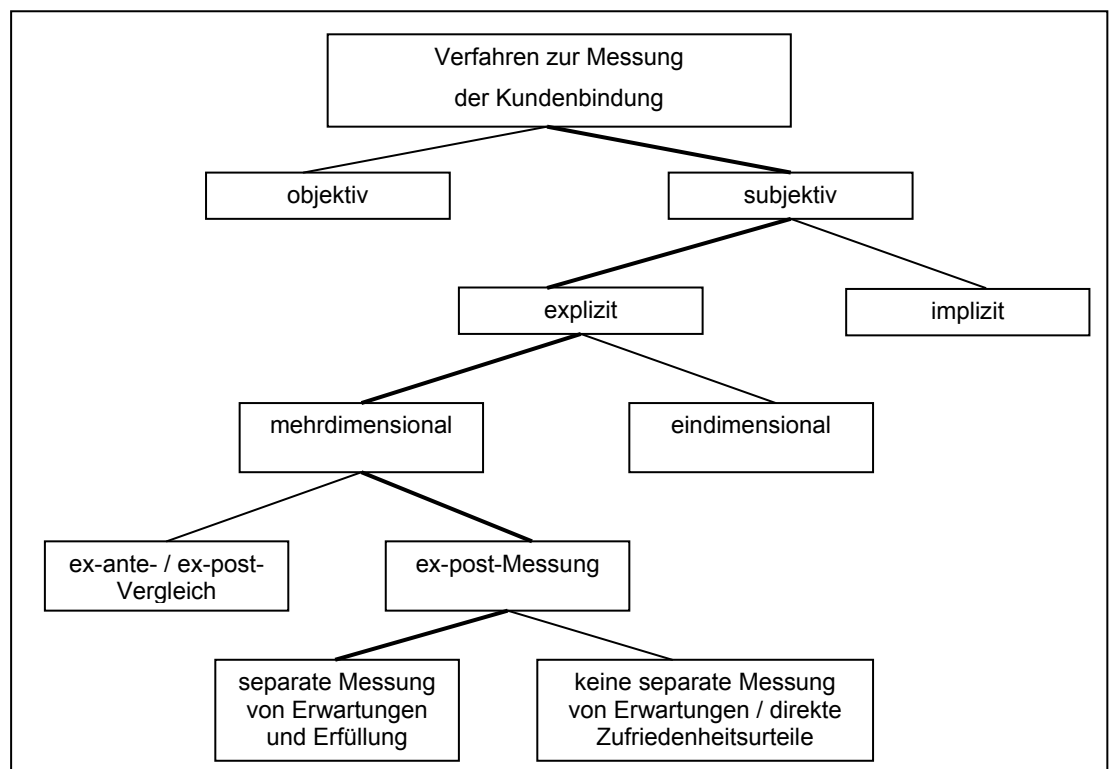 Verfahren zur Messung
der Kundenbindung
objektiv
subjektiv
explizit
implizit
mehrdimensional
eindimensional
ex-ante- / ex-post-
Vergleich
ex-post-Messung
separate Messung
von Erwartungen
und Erfüllung
keine separate Messung
von Erwartungen / direkte
Zufriedenheitsurteile